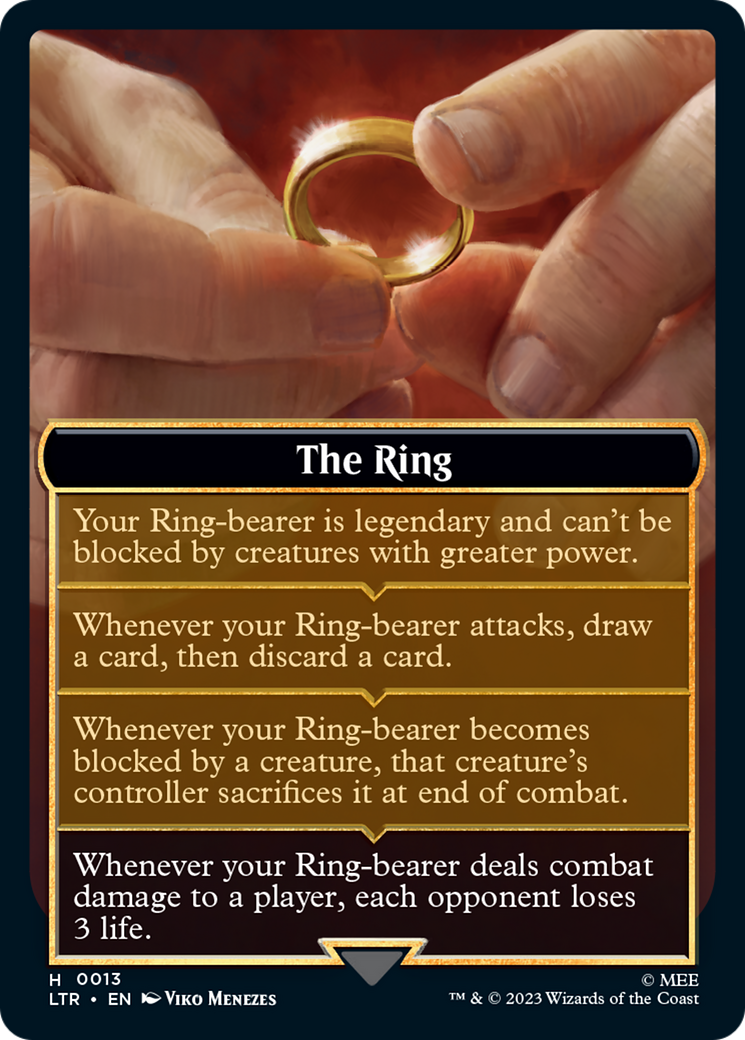 The Ring
Your Ring-bearer is legendary and can't be
blocked by creatures with greater power.
Whenever your Ring-bearer attacks, draw
a card, then discard a card.
Whenever your Ring-bearer becomes
blocked by a creature, that creature's
controller sacrifices it at end of combat.
Whenever your Ring-bearer deals combat
damage to a player, each opponent loses
3 life.
H 0013
LTR • EN Viko Menezes
© MEE
™ & © 2023 Wizards of the Coast